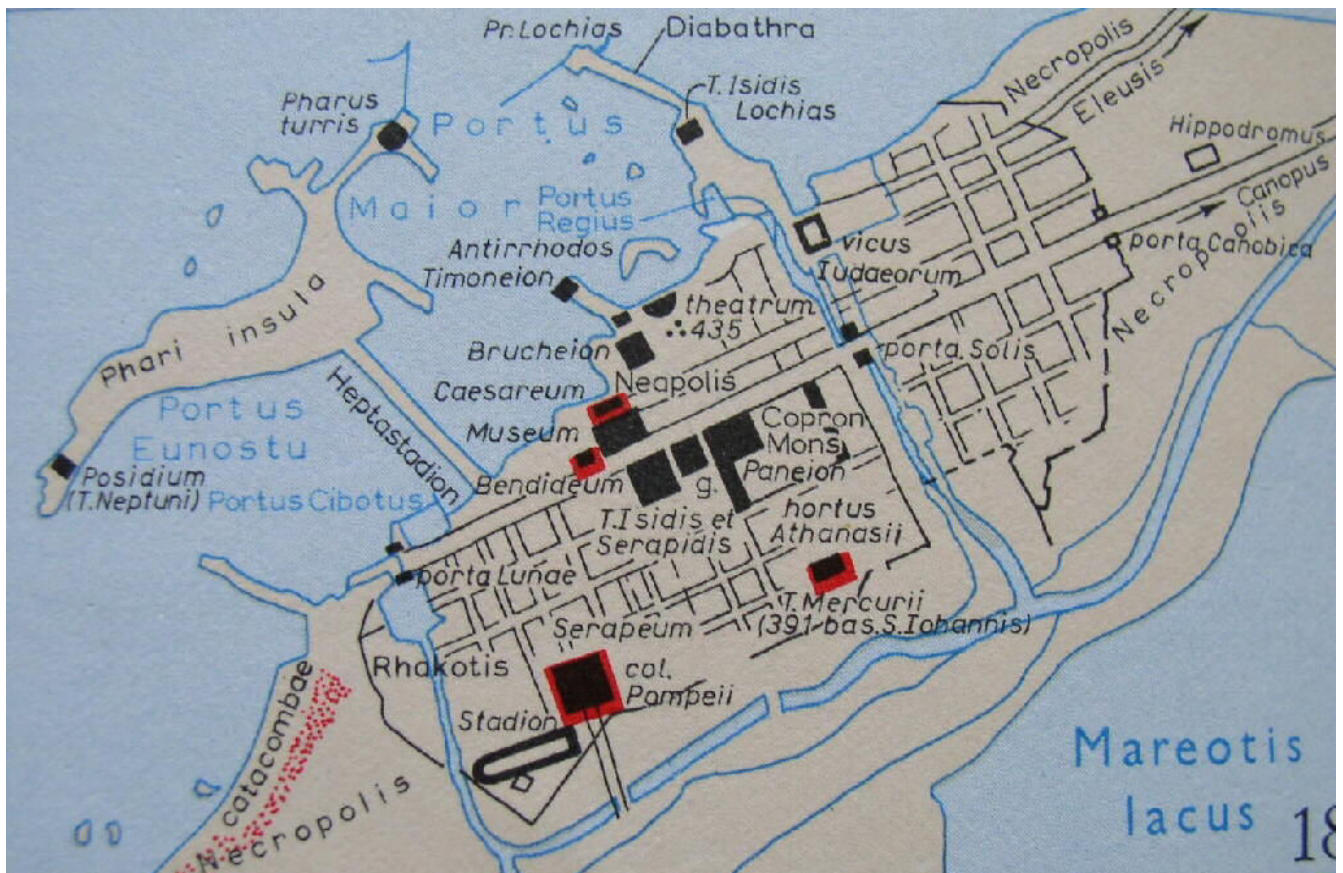 Pr. Lochias
Diabathra
Necropolis
Eleusis
Pharus
turris
Portus
T. Isidis
Lochias
Hippodromus
Maior
Portus
Regius
Canopus
Antirrhodos
Timoneion
vicus
Iudaeorum
porta Canobica
Necropolis
Phari insula
theatrum
435
Brucheion
porta Solis
Caesareum
Neapolis
Heptastadion
Portus
Eunostu
Museum
Copron
Mons
Paneion
Posidium
(T. Neptuni)
Portus Cibotus
Bendideum
g.
T. Isidis et
Serapidis
hortus
Athanasii
porta Lunae
T. Mercurii
(391 bas. S. Iohannis)
Serapeum
Rhakotis
col.
Pompeii
Stadion
catacombae
Necropolis
Mareotis
lacus
18